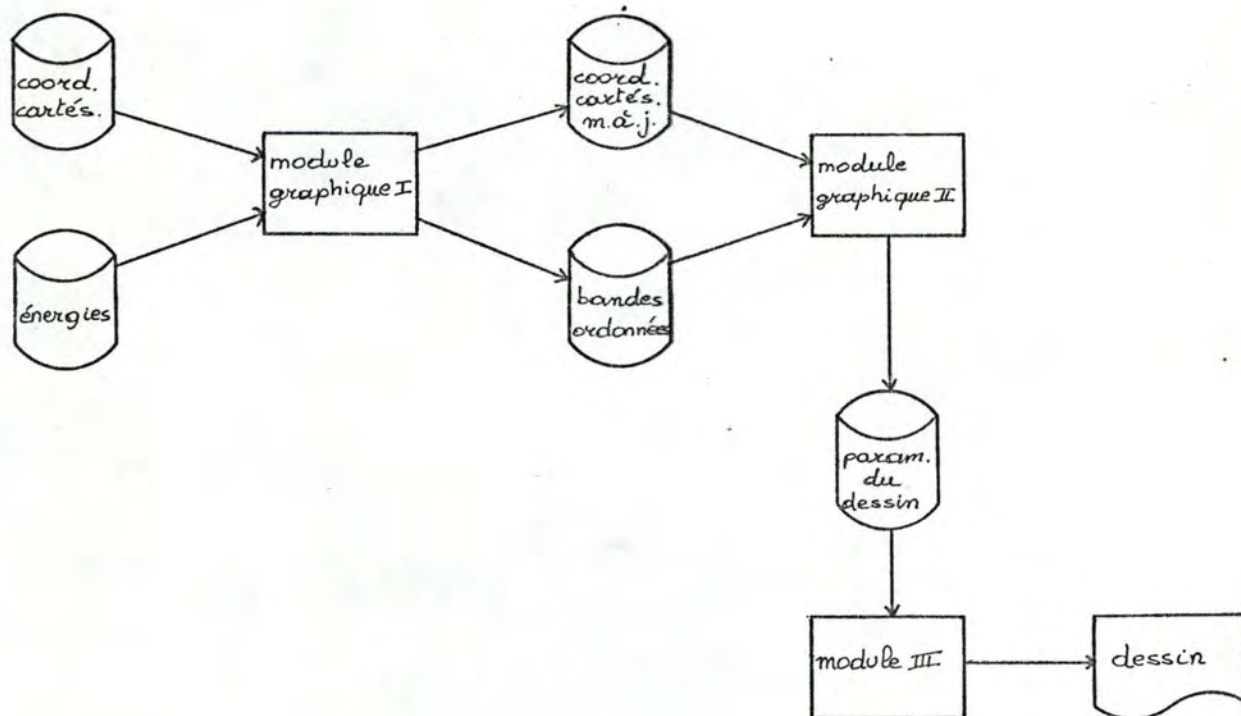 coord.
cartés.
énergies
module
graphique I
coord.
cartés.
m.à.j.
bandes
ordonnées
module
graphique II
param.
du
dessin
module III
dessin